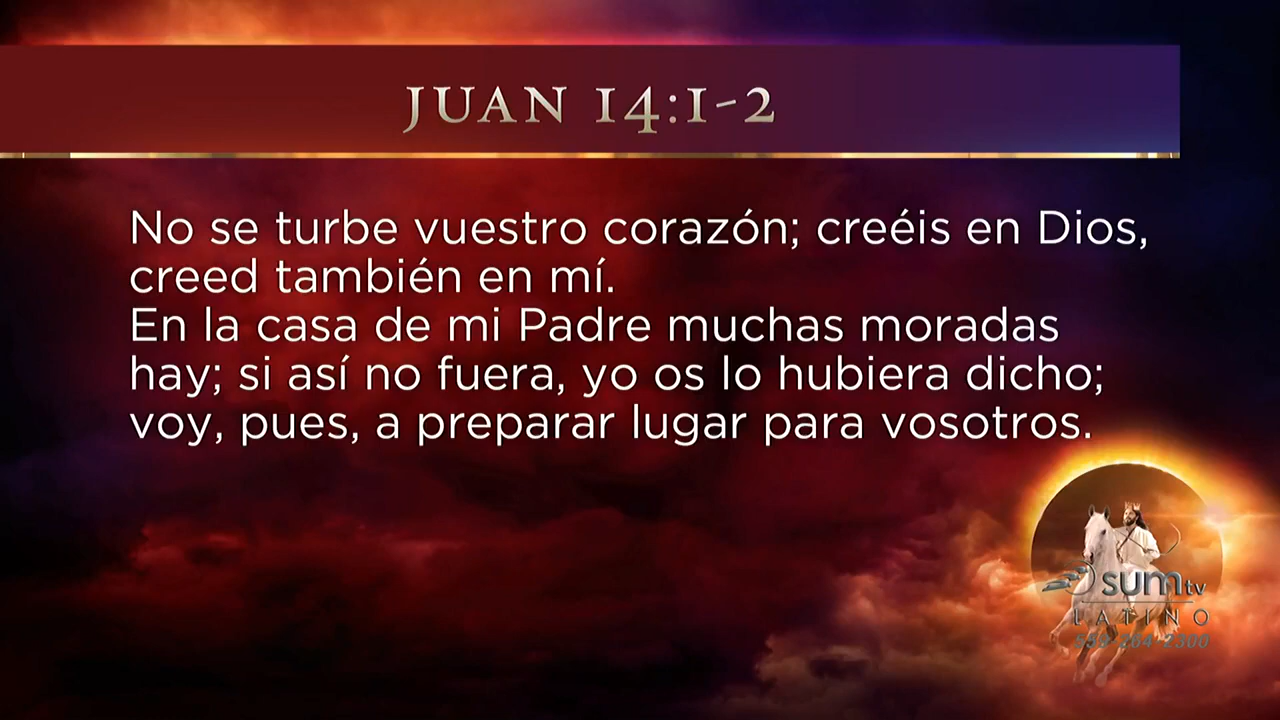 JUAN 14:1-2
No se turbe vuestro corazón; creéis en Dios,
creed también en mí.
En la casa de mi Padre muchas moradas
hay; si así no fuera, yo os lo hubiera dicho;
voy, pues, a preparar lugar para vosotros.
sumtv
LATINO